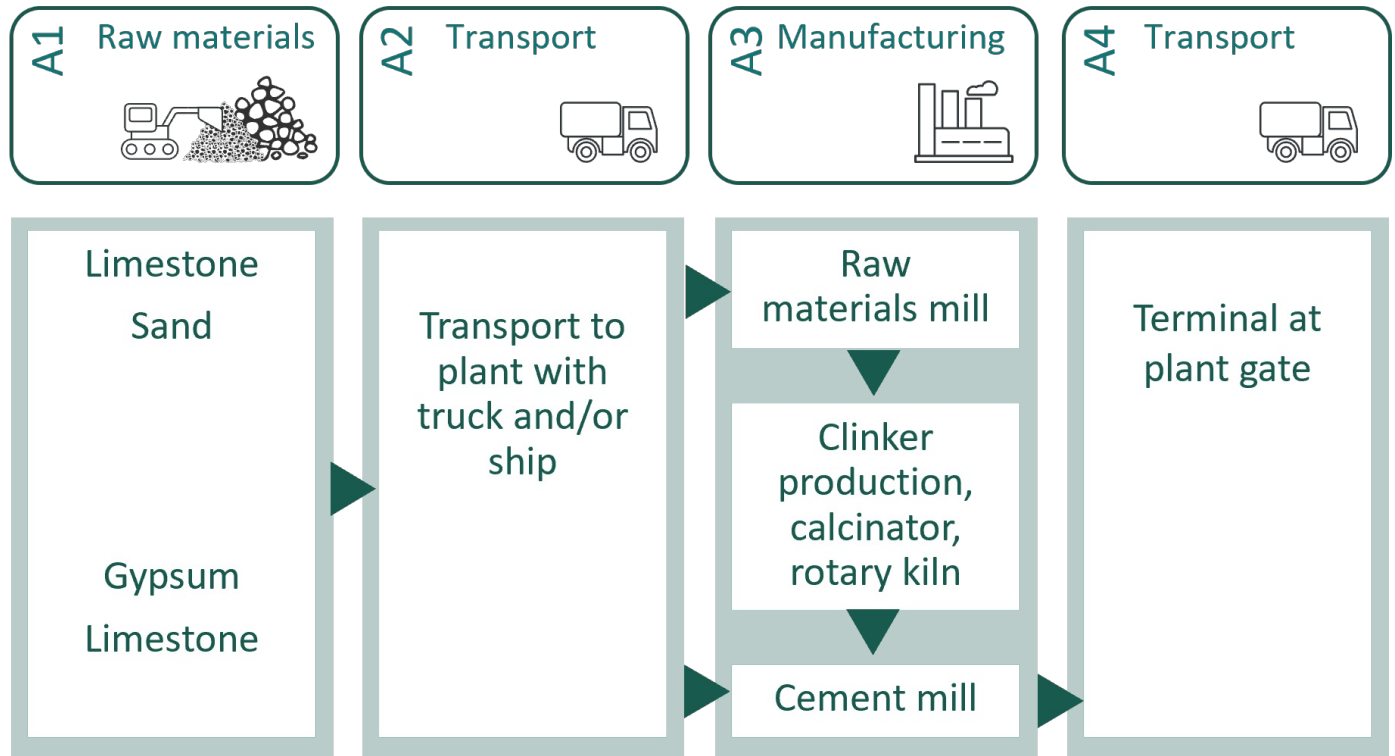 A1 Raw materials
A2 Transport
A3 Manufacturing
A4 Transport
Limestone
Sand
Gypsum
Limestone
Transport to
plant with
truck and/or
ship
Raw
materials mill
Clinker
production,
calcinator,
rotary kiln
Cement mill
Terminal at
plant gate